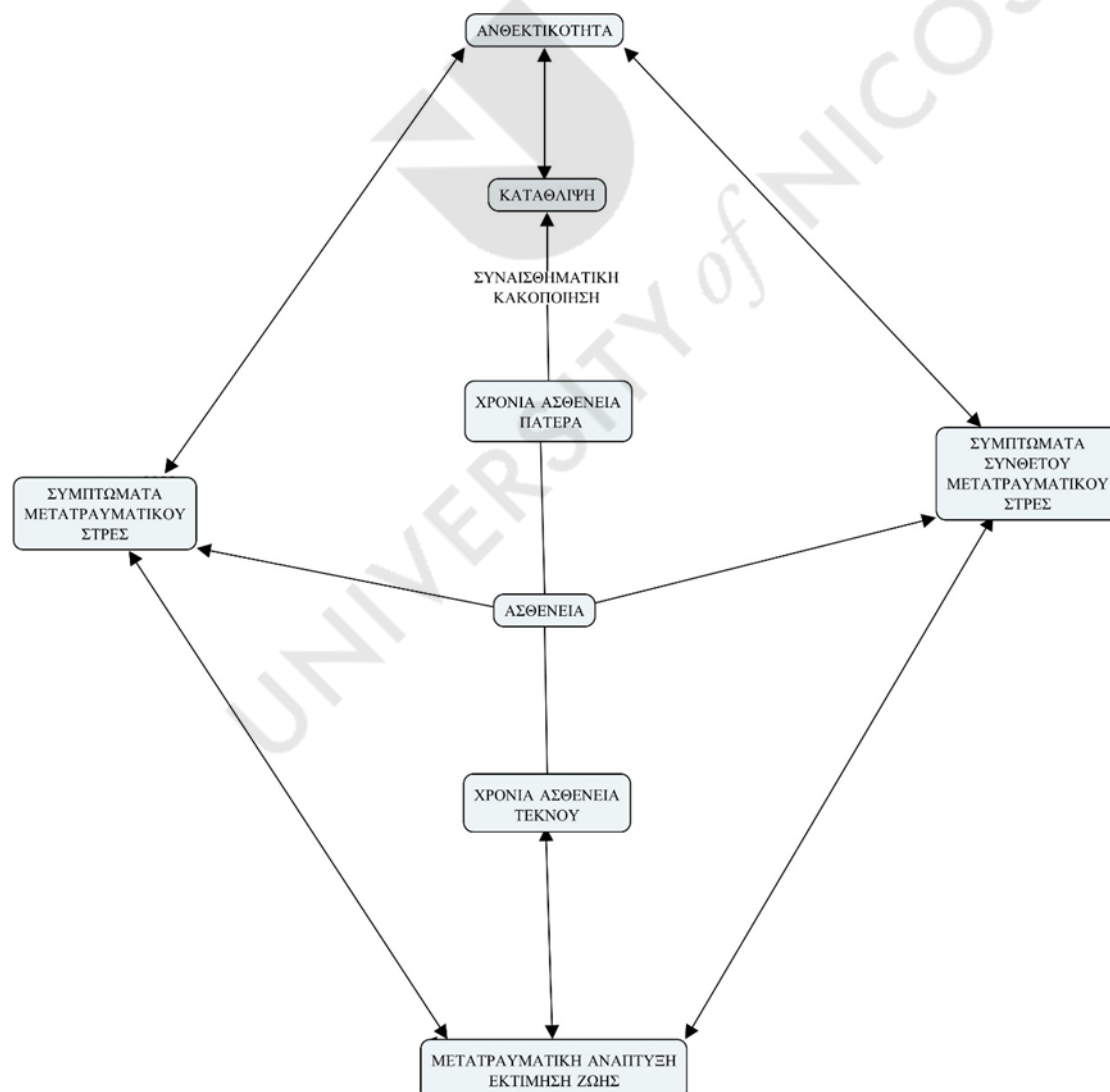 ΑΝΘΕΚΤΙΚΟΤΗΤΑ
ΚΑΤΑΘΛΙΨΗ
ΣΥΝΑΙΣΘΗΜΑΤΙΚΗ
ΚΑΚΟΠΟΙΗΣΗ
ΧΡΟΝΙΑ ΑΣΘΕΝΕΙΑ
ΠΑΤΕΡΑ
ΣΥΜΠΤΩΜΑΤΑ
ΜΕΤΑΤΡΑΥΜΑΤΙΚΟΥ
ΣΤΡΕΣ
ΣΥΜΠΤΩΜΑΤΑ
ΣΥΝΘΕΤΟΥ
ΜΕΤΑΤΡΑΥΜΑΤΙΚΟΥ
ΣΤΡΕΣ
ΑΣΘΕΝΕΙΑ
ΧΡΟΝΙΑ ΑΣΘΕΝΕΙΑ
ΤΕΚΝΟΥ
ΜΕΤΑΤΡΑΥΜΑΤΙΚΗ ΑΝΑΠΤΥΞΗ
ΕΚΤΙΜΗΣΗ ΖΩΗΣ
UNIVERSITY of NICOS